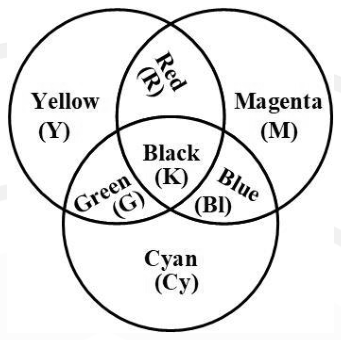 Red
(R)
Yellow
(Y)
Magenta
(M)
Black
(K)
Green
(G)
Blue
(Bl)
Cyan
(Cy)